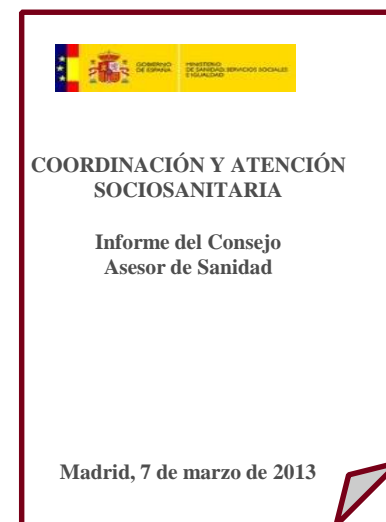 GOBIERNO
DE ESPAÑA
MINISTERIO
DE SANIDAD, SERVICIOS SOCIALES
E IGUALDAD
COORDINACIÓN Y ATENCIÓN
SOCIOSANITARIA
Informe del Consejo
Asesor de Sanidad
Madrid, 7 de marzo de 2013